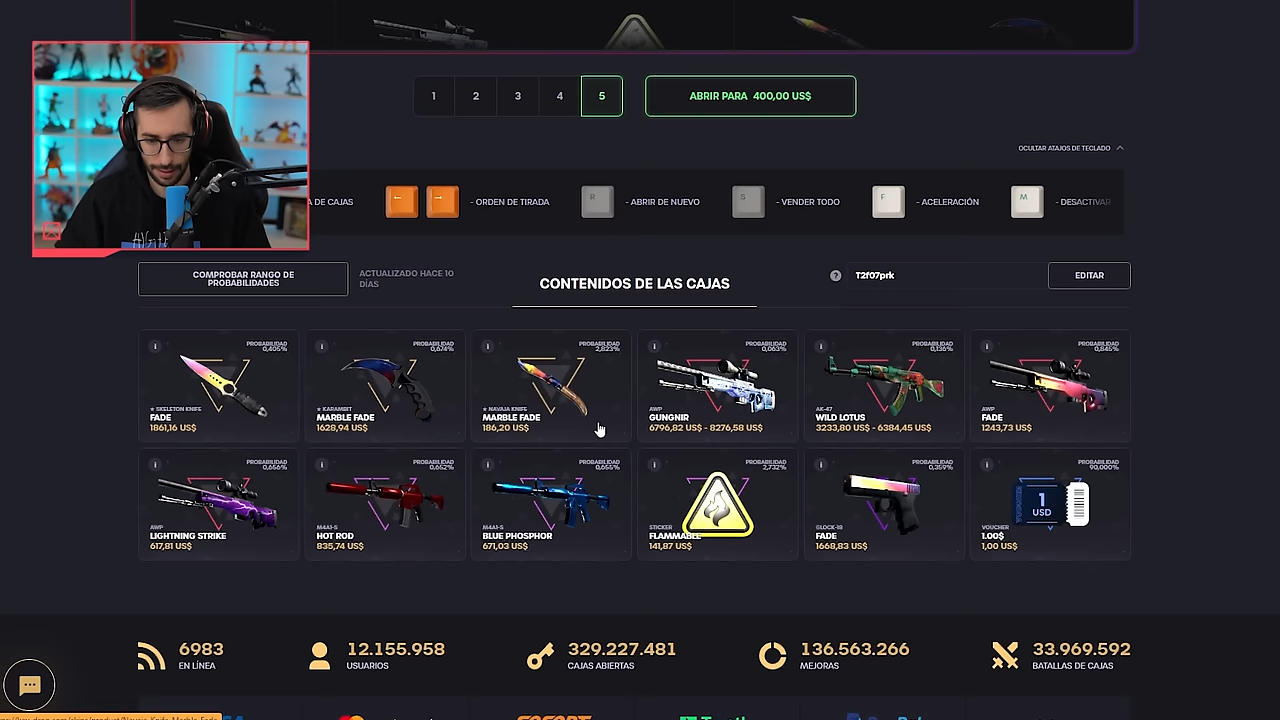 1
2
3
4
5
ABRIR PARA 400,00 US$
OCULTAR ATAJOS DE TECLADO
A DE CAJAS
←
→
- ORDEN DE TIRADA
R
- ABRIR DE NUEVO
S
- VENDER TODO
F
- ACELERACIÓN
M
- DESACTIVAR
COMPROBAR RANGO DE
PROBABILIDADES
ACTUALIZADO HACE 10
DÍAS
CONTENIDOS DE LAS CAJAS
?
T2f07prk
EDITAR
i
PROBABILIDAD
0,405%
★ SKELETON KNIFE
FADE
1861,16 US$
i
PROBABILIDAD
0,674%
★ KARAMBIT
MARBLE FADE
1628,94 US$
i
PROBABILIDAD
2,823%
★ NAVAJA KNIFE
MARBLE FADE
186,20 US$
i
PROBABILIDAD
0,063%
AWP
GUNGNIR
6796,82 US$ - 8276,58 US$
i
PROBABILIDAD
0,136%
AK-47
WILD LOTUS
3233,80 US$ - 6384,45 US$
i
PROBABILIDAD
0,845%
AWP
FADE
1243,73 US$
i
PROBABILIDAD
0,656%
AWP
LIGHTNING STRIKE
617,81 US$
i
PROBABILIDAD
0,652%
M4A1-S
HOT ROD
835,74 US$
i
PROBABILIDAD
0,655%
M4A1-S
BLUE PHOSPHOR
671,03 US$
i
PROBABILIDAD
2,732%
STICKER
FLAMMABLE
141,87 US$
i
PROBABILIDAD
0,359%
GLOCK-18
FADE
1668,83 US$
i
PROBABILIDAD
90,000%
1
USD
VOUCHER
1.00$
1,00 US$
6983
EN LÍNEA
12.155.958
USUARIOS
329.227.481
CAJAS ABIERTAS
136.563.266
MEJORAS
33.969.592
BATALLAS DE CAJAS